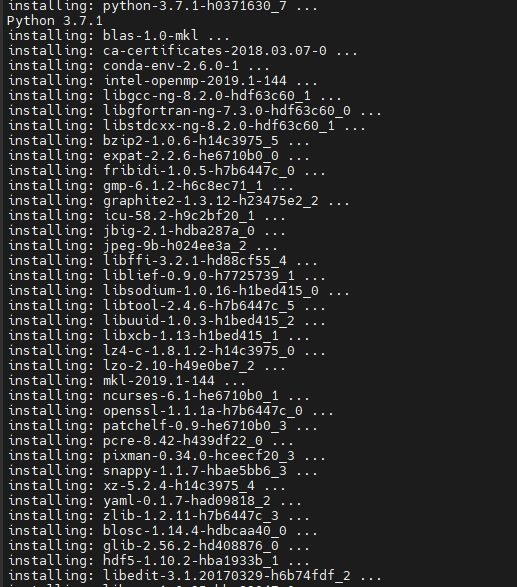 installing: python-3.7.1-h0371630_7 ...
Python 3.7.1
installing: blas-1.0-mkl ...
installing: ca-certificates-2018.03.07-0 ...
installing: conda-env-2.6.0-1 ...
installing: intel-openmp-2019.1-144 ...
installing: libgcc-ng-8.2.0-hdf63c60_1 ...
installing: libgfortran-ng-7.3.0-hdf63c60_0 ...
installing: libstdcxx-ng-8.2.0-hdf63c60_1 ...
installing: bzip2-1.0.6-h14c3975_5 ...
installing: expat-2.2.6-he6710b0_0 ...
installing: fribidi-1.0.5-h7b6447c_0 ...
installing: gmp-6.1.2-h6c8ec71_1 ...
installing: graphite2-1.3.12-h23475e2_2 ...
installing: icu-58.2-h9c2bf20_1 ...
installing: jbig-2.1-hdba287a_0 ...
installing: jpeg-9b-h024ee3a_2 ...
installing: libffi-3.2.1-hd88cf55_4 ...
installing: liblief-0.9.0-h7725739_1 ...
installing: libsodium-1.0.16-h1bed415_0 ...
installing: libtool-2.4.6-h7b6447c_5 ...
installing: libuuid-1.0.3-h1bed415_2 ...
installing: libxcb-1.13-h1bed415_1 ...
installing: lz4-c-1.8.1.2-h14c3975_0 ...
installing: lzo-2.10-h49e0be7_2 ...
installing: mkl-2019.1-144 ...
installing: ncurses-6.1-he6710b0_1 ...
installing: openssl-1.1.1a-h7b6447c_0 ...
installing: patchelf-0.9-he6710b0_3 ...
installing: pcre-8.42-h439df22_0 ...
installing: pixman-0.34.0-hceecf20_3 ...
installing: snappy-1.1.7-hbae5bb6_3 ...
installing: xz-5.2.4-h14c3975_4 ...
installing: yaml-0.1.7-had09818_2 ...
installing: zlib-1.2.11-h7b6447c_3 ...
installing: blosc-1.14.4-hdbcaa40_0 ...
installing: glib-2.56.2-hd408876_0 ...
installing: hdf5-1.10.2-hba1933b_1 ...
installing: libedit-3.1.20170329-h6b74fdf_2 ...